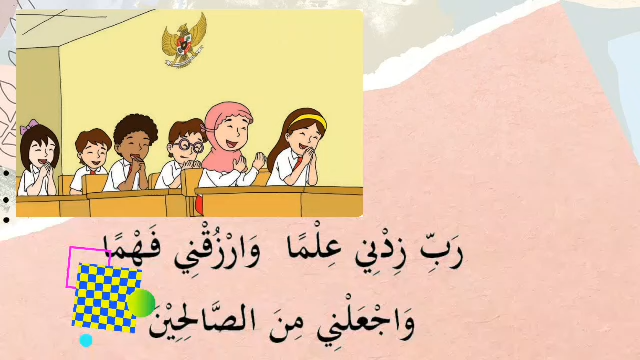 رَبِّ زِدْنِي عِلْمًا وَارْزُقْنِي فَهْمًا
وَاجْعَلْنِي مِنَ الصَّالِحِيْنَ